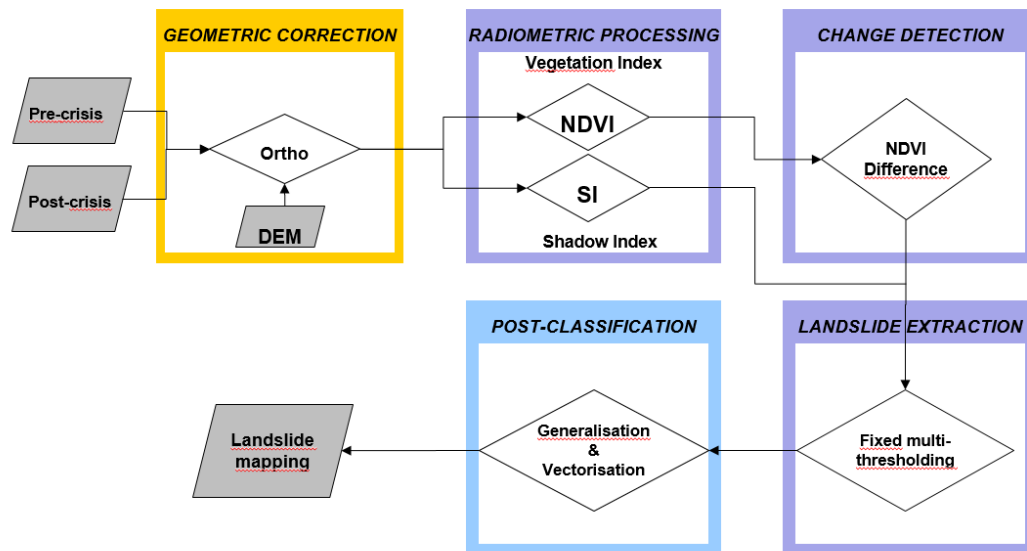 GEOMETRIC CORRECTION
RADIOMETRIC PROCESSING
CHANGE DETECTION
Vegetation Index
Pre-crisis
Post-crisis
Ortho
DEM
NDVI
SI
Shadow Index
NDVI
Difference
POST-CLASSIFICATION
LANDSLIDE EXTRACTION
Landslide
mapping
Generalisation
&
Vectorisation
Fixed multi-
thresholding